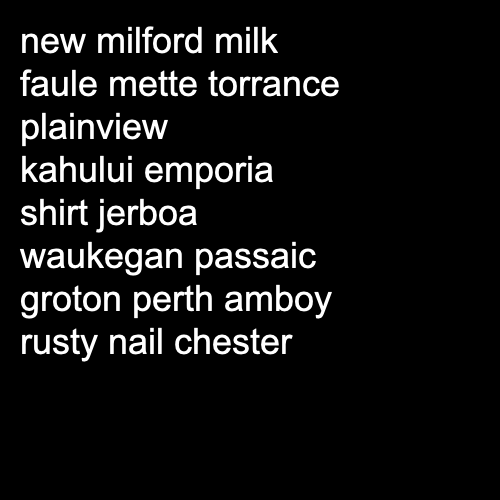 new milford milk
faule mette torrance
plainview
kahului emporia
shirt jerboa
waukegan passaic
groton perth amboy
rusty nail chester